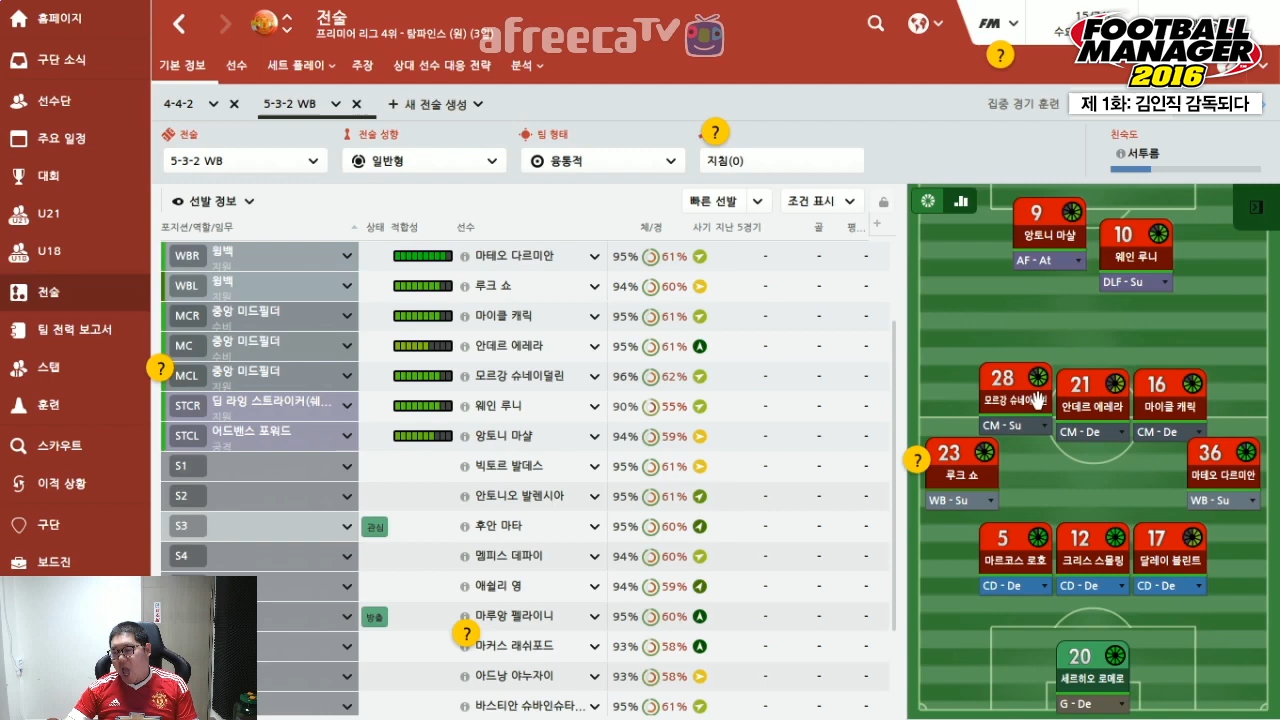 홈페이지
구단 소식
선수단
주요 일정
대회
U21
U21
U18
U18
전술
팀 전력 보고서
스탭
훈련
스카우트
이적 상황
구단
보드진
전술
프리미어 리그 4위 - 탐파인스 (원) (3일)
afreecaTV
FM
FOOTBALL
MANAGER
2016
제 1화: 김인직 감독되다
기본 정보 선수 세트 플레이 주장 상대 선수 대응 전략 분석
4-4-2 5-3-2 WB + 새 전술 생성
집중 경기 훈련
전술 전술 성향 팀 형태
5-3-2 WB 일반형 융통적 지침(0)
친숙도
서투름
선발 정보 빠른 선발 조건 표시
포지션/역할/임무 상태 적합성 선수 체/경 사기 지난 5경기 골 평...
WBR 윙백 지원 마테오 다르미안 95% 61% - - -
WBL 윙백 지원 루크 쇼 94% 60% - - -
MCR 중앙 미드필더 수비 마이클 캐릭 95% 61% - - -
MC 중앙 미드필더 수비 안데르 에레라 95% 61% - - -
MCL 중앙 미드필더 지원 모르강 슈네이덜린 96% 62% - - -
STCR 딥 라잉 스트라이커(쉐... 지원 웨인 루니 90% 55% - - -
STCL 어드밴스 포워드 공격 앙토니 마샬 94% 59% - - -
S1 빅토르 발데스 95% 61% - - -
S2 안토니오 발렌시아 95% 61% - - -
S3 관심 후안 마타 95% 60% - - -
S4 멤피스 데파이 94% 60% - - -
애쉴리 영 94% 59% - - -
방출 마루앙 펠라이니 95% 60% - - -
마커스 래쉬포드 93% 58% - - -
아드낭 야누자이 93% 58% - - -
바스티안 슈바인슈타... 95% 61% - - -
9
앙토니 마샬
AF - At
10
웨인 루니
DLF - Su
28 21 16
모르강 안데르 에레라 마이클 캐릭
CM - Su CM - De CM - De
23 36
루크 쇼 마테오 다르미안
WB - Su WB - Su
5 12 17
마르코스 로호 크리스 스몰링 달레이 블린트
CD - De CD - De CD - De
20
세르히오 로메로
G - De
?
?
?
?
?